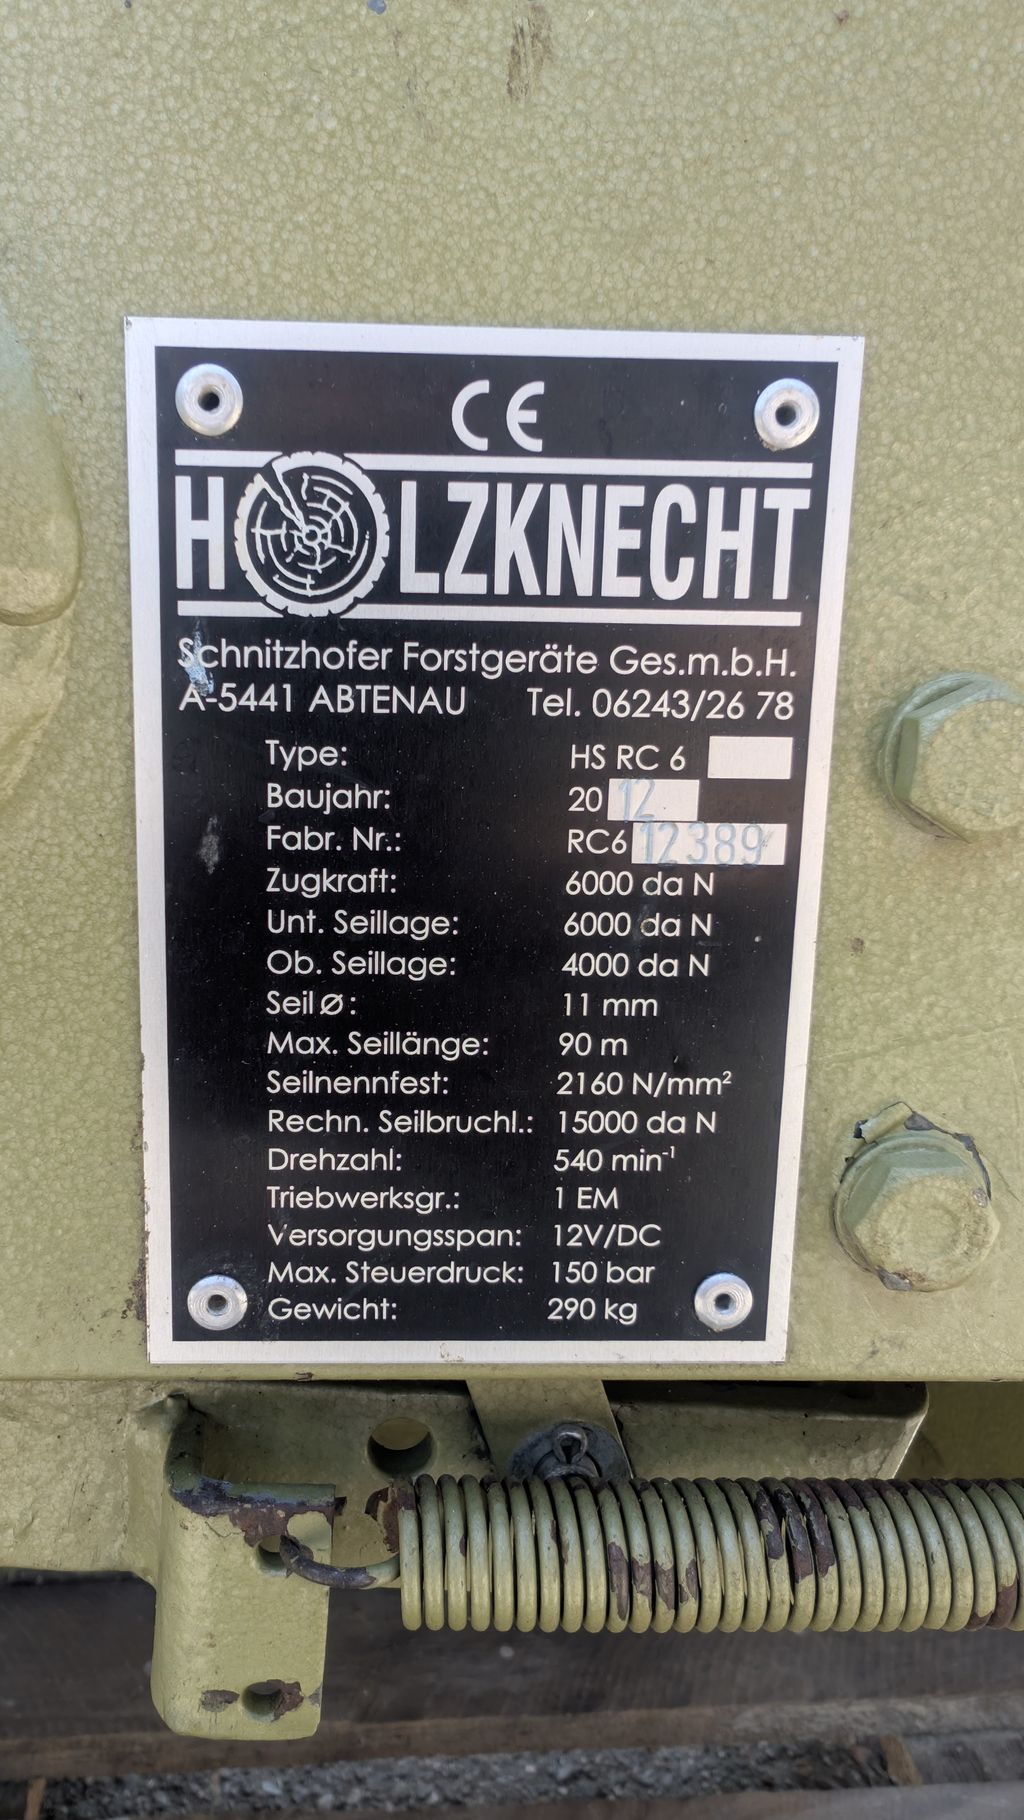 CE
HOLZKNECHT
Schnitzhofer Forstgeräte Ges.m.b.H.
A-5441 ABTENAU Tel. 06243/26 78
Type: HS RC 6
Baujahr: 20 12
Fabr. Nr.: RC6 12389
Zugkraft: 6000 da N
Unt. Seillage: 6000 da N
Ob. Seillage: 4000 da N
Seil ø: 11 mm
Max. Seillänge: 90 m
Seilnennfest: 2160 N/mm²
Rechn. Seilbruchl.: 15000 da N
Drehzahl: 540 min⁻¹
Triebwerksgr.: 1 EM
Versorgungsspan: 12V/DC
Max. Steuerdruck: 150 bar
Gewicht: 290 kg